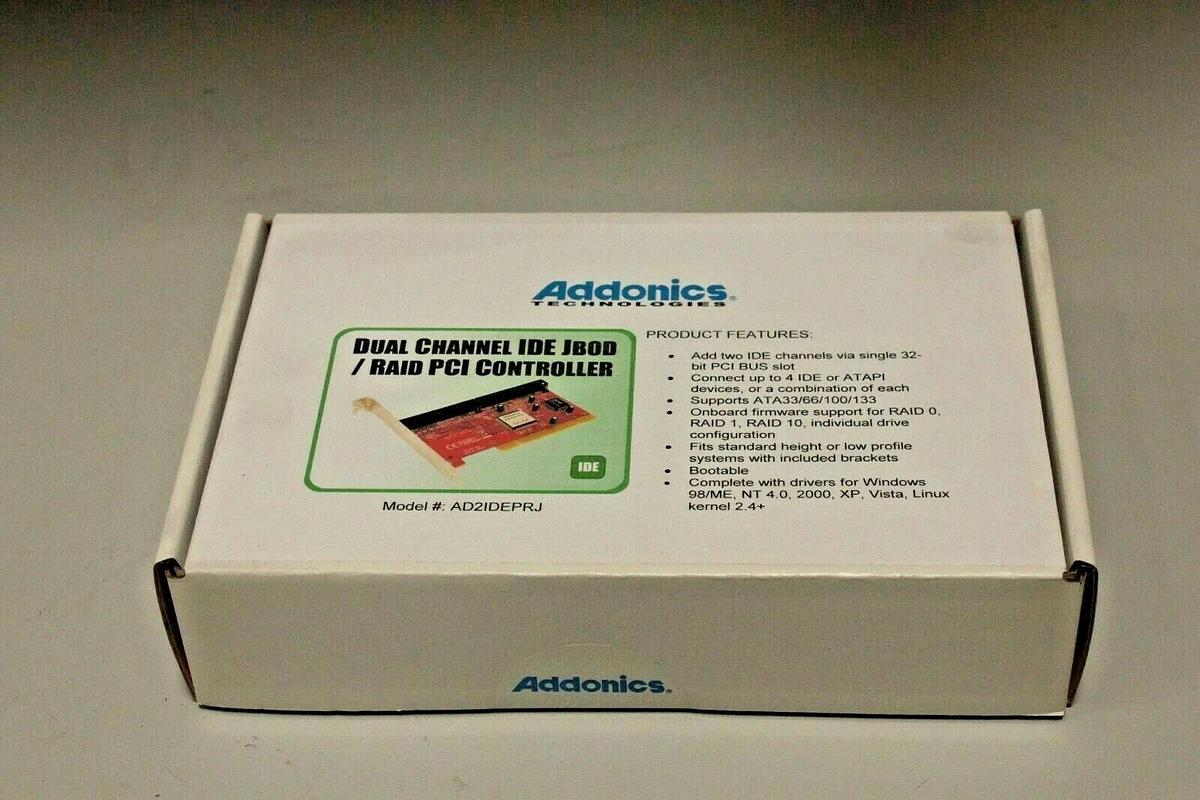 Addonics®
TECHNOLOGIES
DUAL CHANNEL IDE JBOD
/ RAID PCI CONTROLLER
IDE
Model #: AD2IDEPRJ
PRODUCT FEATURES:
• Add two IDE channels via single 32-
bit PCI BUS slot
• Connect up to 4 IDE or ATAPI
devices, or a combination of each
• Supports ATA33/66/100/133
• Onboard firmware support for RAID 0,
RAID 1, RAID 10, individual drive
configuration
• Fits standard height or low profile
systems with included brackets
• Bootable
• Complete with drivers for Windows
98/ME, NT 4.0, 2000, XP, Vista, Linux
kernel 2.4+
Addonics®